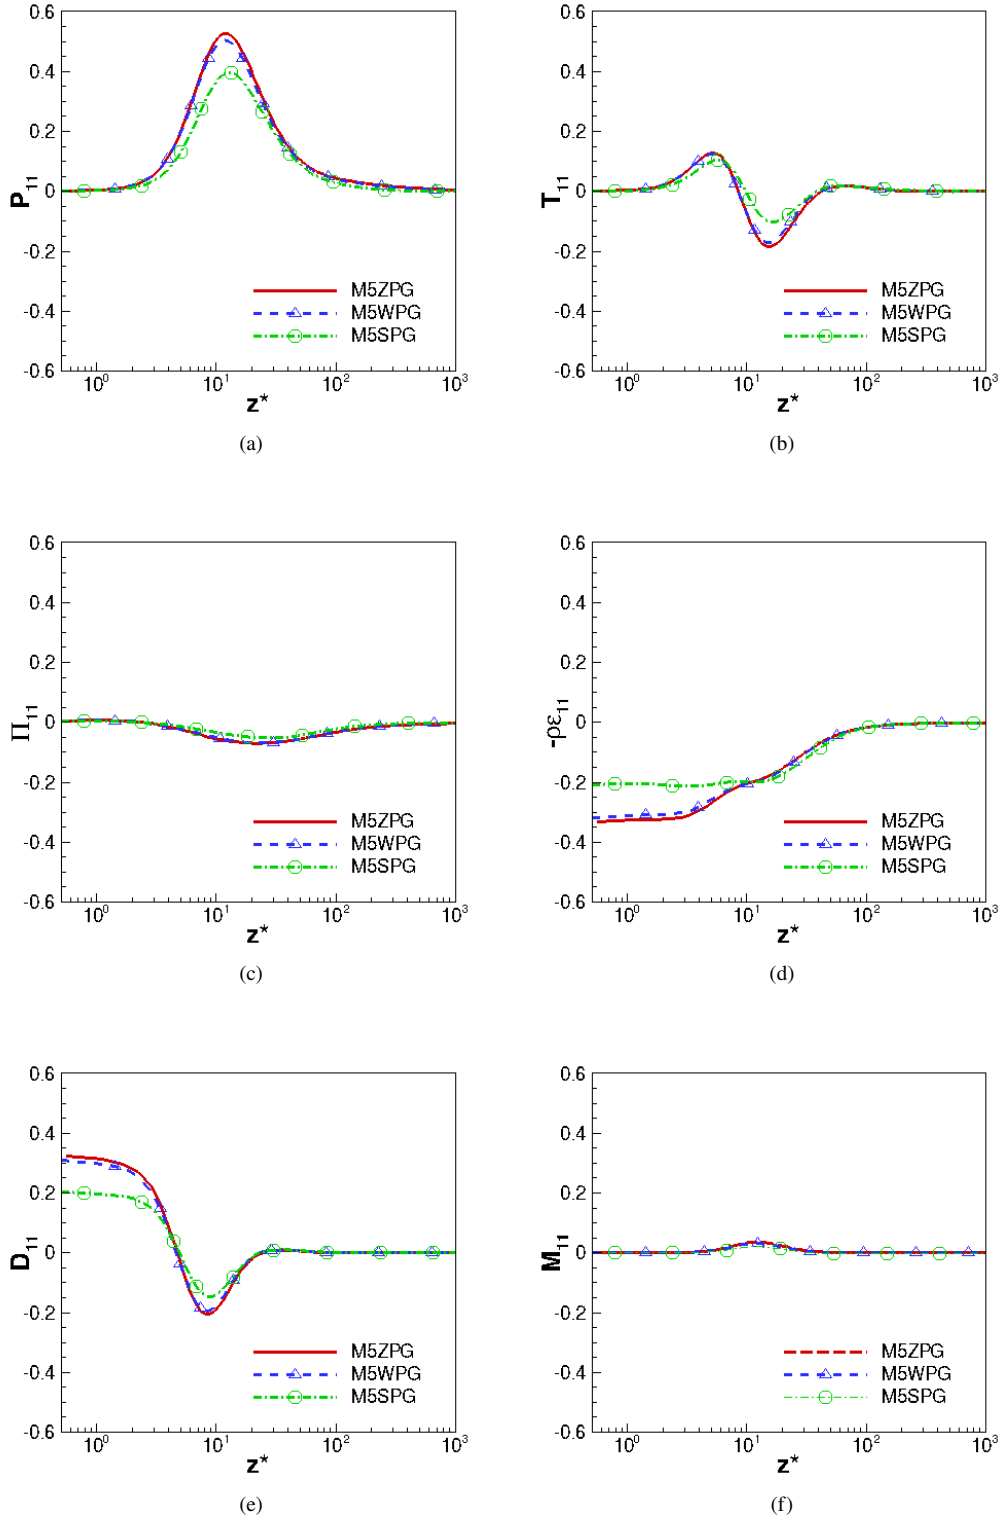 0.6
0.4
0.2
0
-0.2
-0.4
-0.6
P11
M5ZPG
M5WPG
M5SPG
10^0
10^1
10^2
10^3
z*
(a)
0.6
0.4
0.2
0
-0.2
-0.4
-0.6
T11
M5ZPG
M5WPG
M5SPG
10^0
10^1
10^2
10^3
z*
(b)
0.6
0.4
0.2
0
-0.2
-0.4
-0.6
Π11
M5ZPG
M5WPG
M5SPG
10^0
10^1
10^2
10^3
z*
(c)
0.6
0.4
0.2
0
-0.2
-0.4
-0.6
-ρε11
M5ZPG
M5WPG
M5SPG
10^0
10^1
10^2
10^3
z*
(d)
0.6
0.4
0.2
0
-0.2
-0.4
-0.6
D11
M5ZPG
M5WPG
M5SPG
10^0
10^1
10^2
10^3
z*
(e)
0.6
0.4
0.2
0
-0.2
-0.4
-0.6
M11
M5ZPG
M5WPG
M5SPG
10^0
10^1
10^2
10^3
z*
(f)